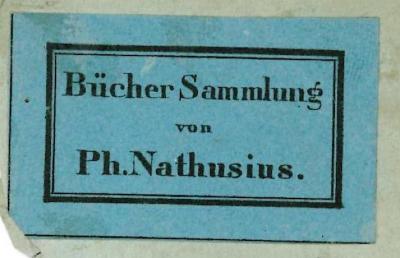 Bücher Sammlung
von
Ph. Nathusius.